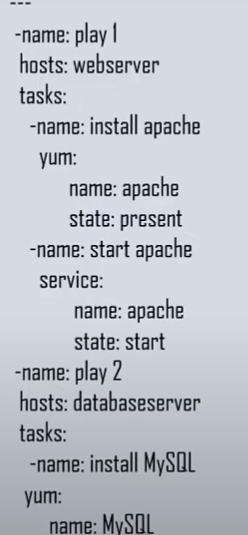 ---
-name: play 1
hosts: webserver
tasks:
-name: install apache
yum:
name: apache
state: present
-name: start apache
service:
name: apache
state: start
-name: play 2
hosts: databaseserver
tasks:
-name: install MySQL
yum:
name: MySQL